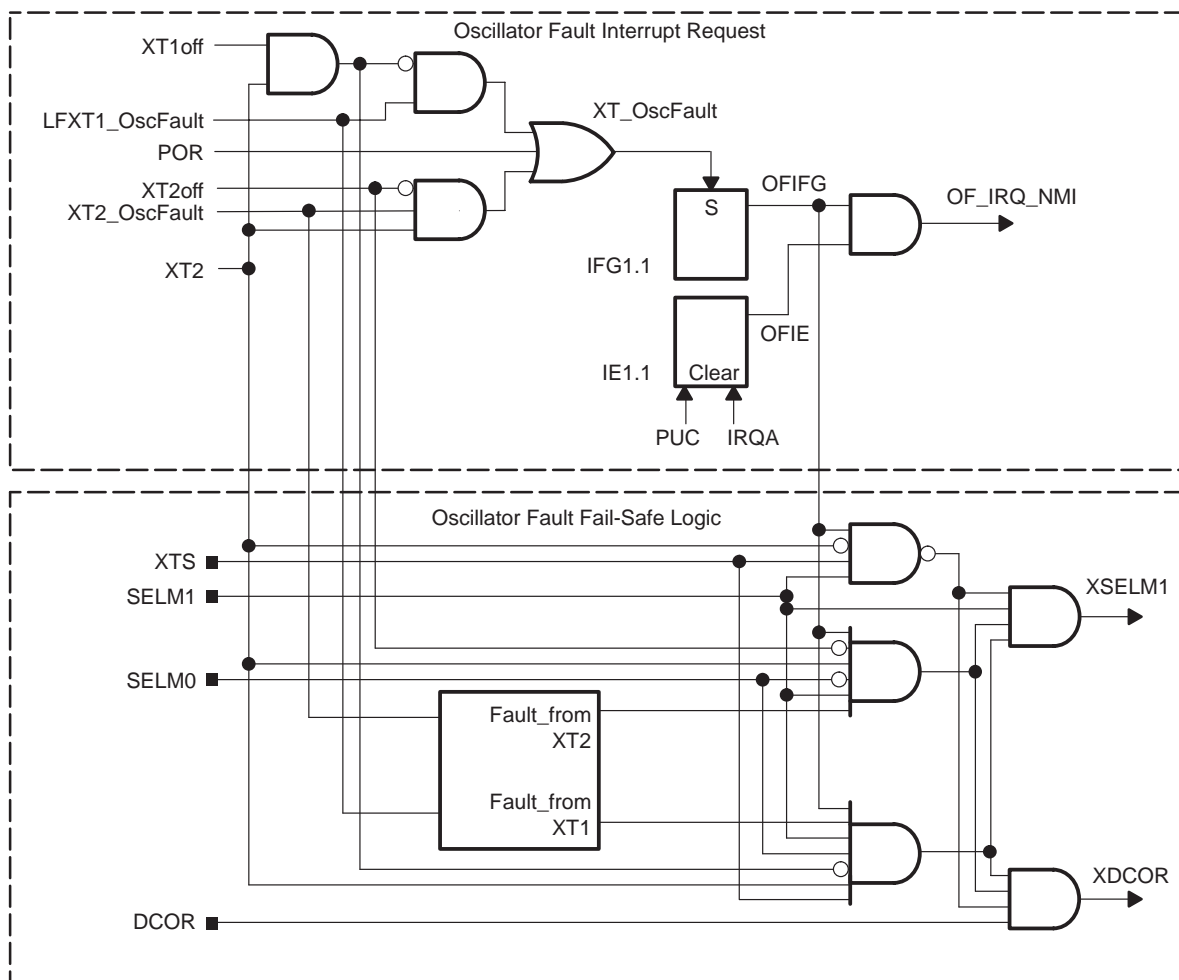 Oscillator Fault Interrupt Request
XT1off
LFXT1_OscFault
XT_OscFault
POR
XT2off
XT2_OscFault
OFIFG
S
OF_IRQ_NMI
XT2
IFG1.1
OFIE
IE1.1
Clear
PUC
IRQA
Oscillator Fault Fail-Safe Logic
XTS
SELM1
XSELM1
SELM0
Fault_from
XT2
Fault_from
XT1
XDCOR
DCOR